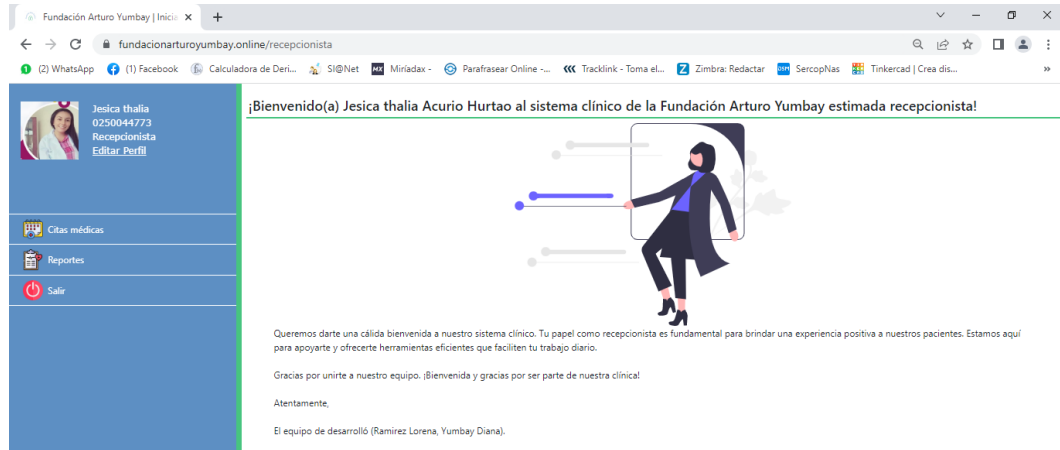 Fundación Arturo Yumbay | Inicia
fundacionarturoyumbay.online/recepcionista
(2) WhatsApp (1) Facebook Calculadora de Deri... SI@Net Miríadax - Parafrasear Online -... Tracklink - Toma el... Zimbra: Redactar SercopNas Tinkercad | Crea dis... »
Jesica thalia
0250044773
Recepcionista
Editar Perfil
Citas médicas
Reportes
Salir
¡Bienvenido(a) Jesica thalia Acurio Hurtao al sistema clínico de la Fundación Arturo Yumbay estimada recepcionista!
Queremos darte una cálida bienvenida a nuestro sistema clínico. Tu papel como recepcionista es fundamental para brindar una experiencia positiva a nuestros pacientes. Estamos aquí
para apoyarte y ofrecerte herramientas eficientes que faciliten tu trabajo diario.
Gracias por unirte a nuestro equipo. ¡Bienvenida y gracias por ser parte de nuestra clínica!
Atentamente,
El equipo de desarrolló (Ramirez Lorena, Yumbay Diana).